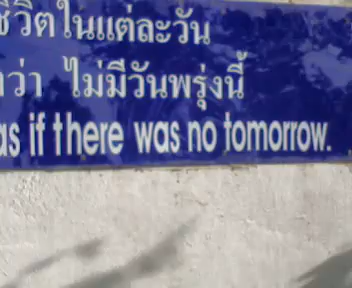 ชีวิตในแต่ละวัน
ว่า ไม่มีวันพรุ่งนี้
as if there was no tomorrow.